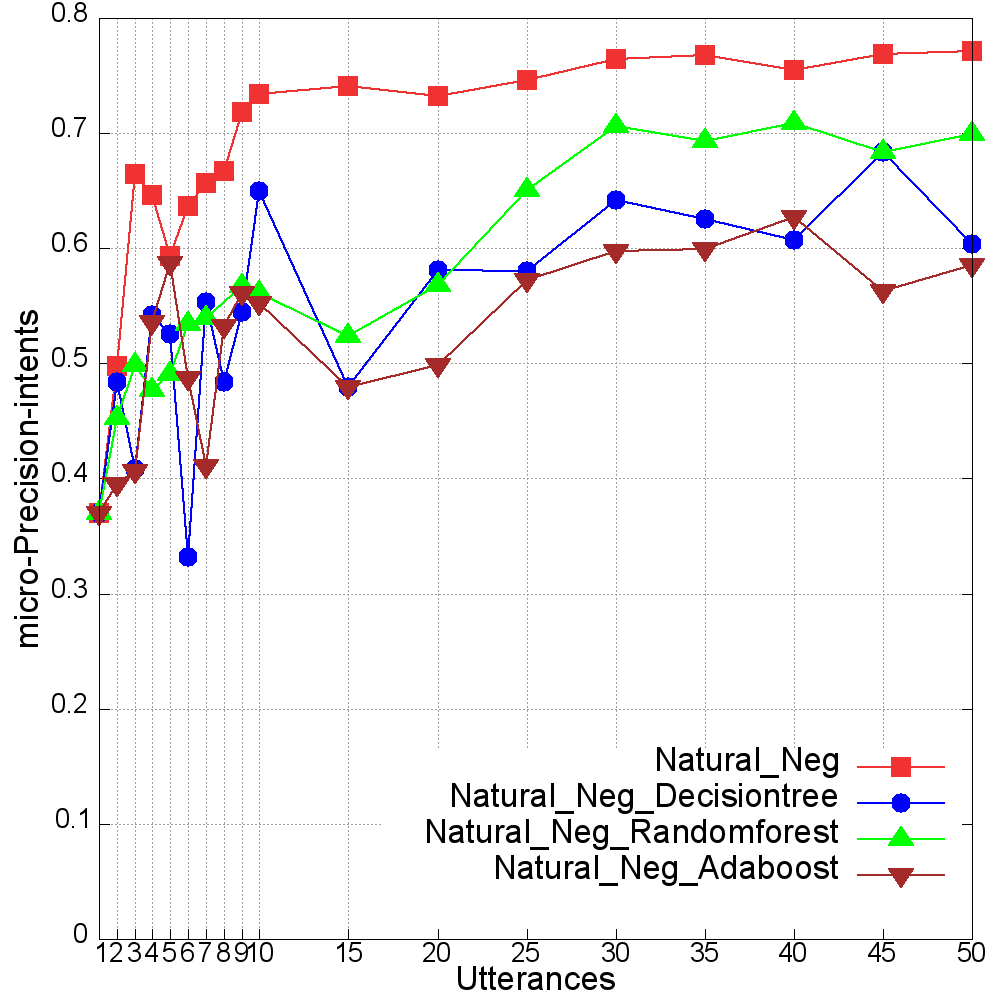 0.8
0.7
0.6
0.5
0.4
0.3
0.2
0.1
0
micro-Precision-intents
Natural_Neg
Natural_Neg_Decisiontree
Natural_Neg_Randomforest
Natural_Neg_Adaboost
1 2 3 4 5 6 7 8 9 10 15 20 25 30 35 40 45 50
Utterances